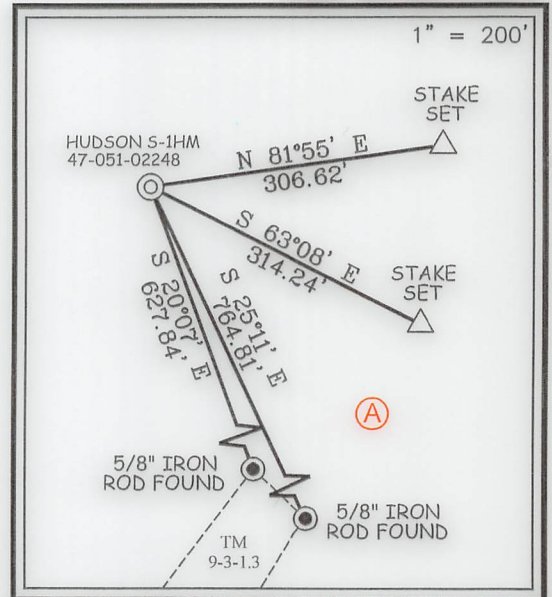 1" = 200'
STAKE
SET
HUDSON S-1HM
47-051-02248
N 81°55' E
306.62'
S 63°08' E
314.24'
STAKE
SET
S 20°07' E
627.84'
S 25°11' E
764.81'
A
5/8" IRON
ROD FOUND
5/8" IRON
ROD FOUND
TM
9-3-1.3